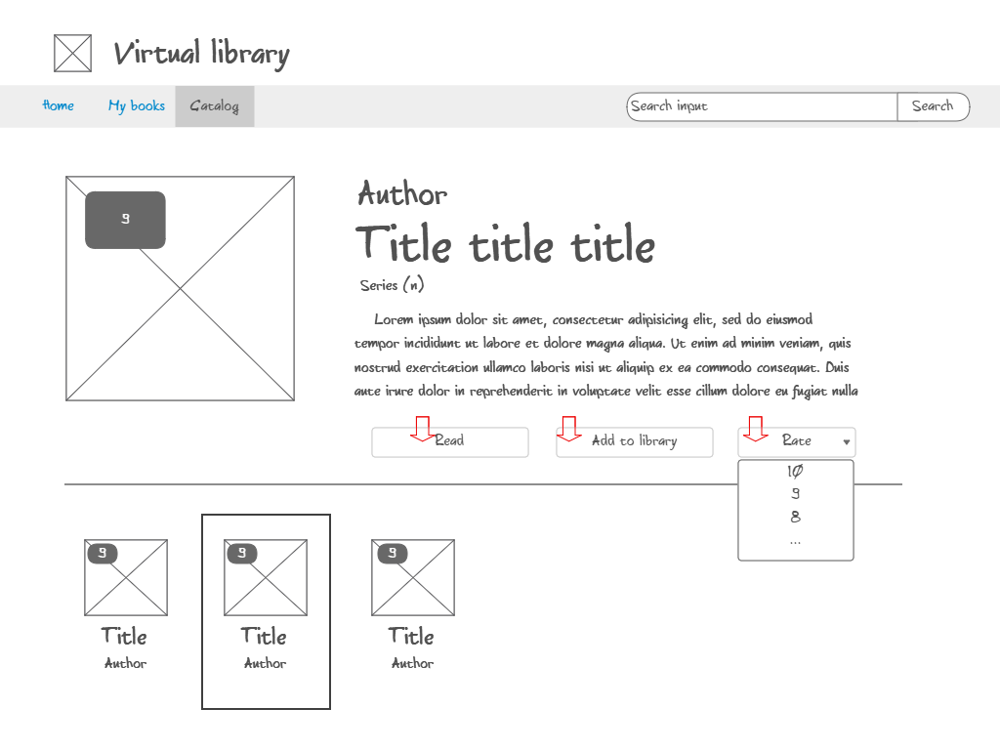 Virtual library
Home
My books
Catalog
Search input
Search
9
Author
Title title title
Series (n)
Lorem ipsum dolor sit amet, consectetur adipisicing elit, sed do eiusmod
tempor incididunt ut labore et dolore magna aliqua. Ut enim ad minim veniam, quis
nostrud exercitation ullamco laboris nisi ut aliquip ex ea commodo consequat. Duis
aute irure dolor in reprehenderit in voluptate velit esse cillum dolore eu fugiat nulla
Read
Add to library
Rate
10
9
8
...
9
Title
Author
9
Title
Author
9
Title
Author